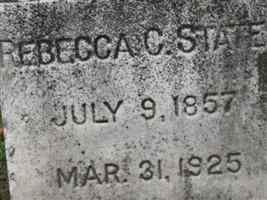 REBECCA C. STATE
JULY 9, 1857
MAR. 31, 1925